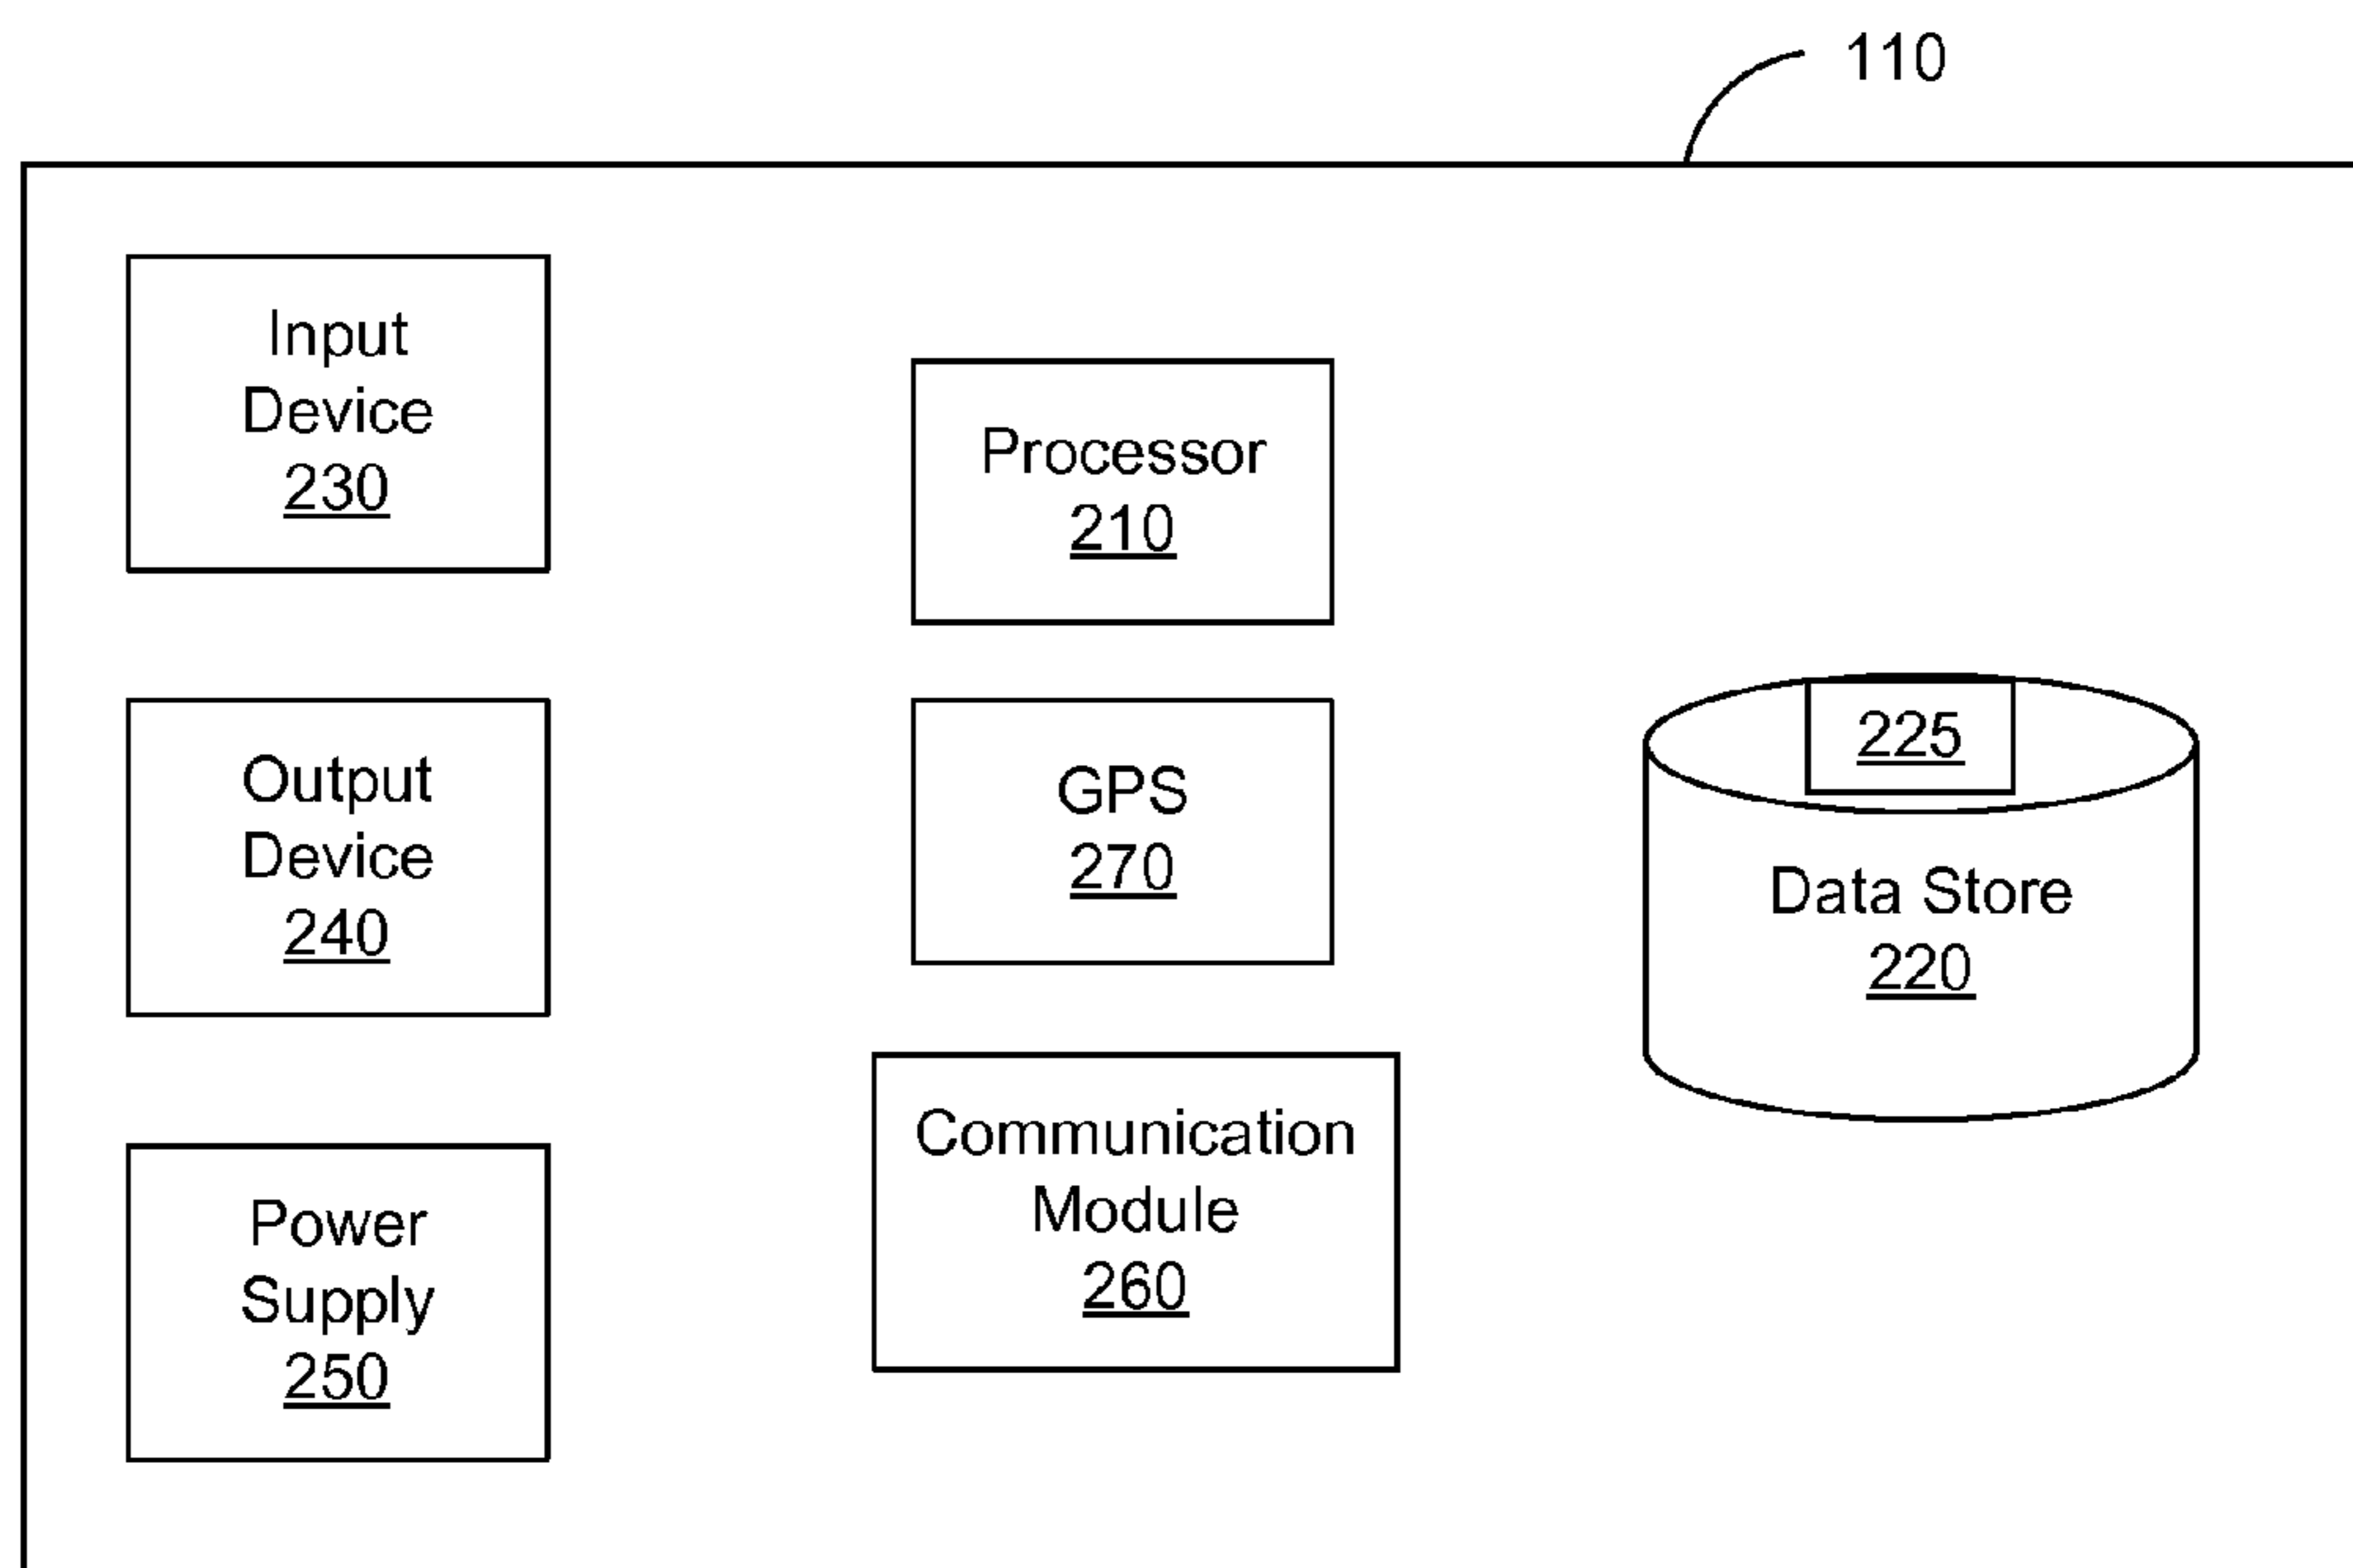 110
Input
Device
230
Processor
210
Output
Device
240
GPS
270
225
Data Store
220
Power
Supply
250
Communication
Module
260